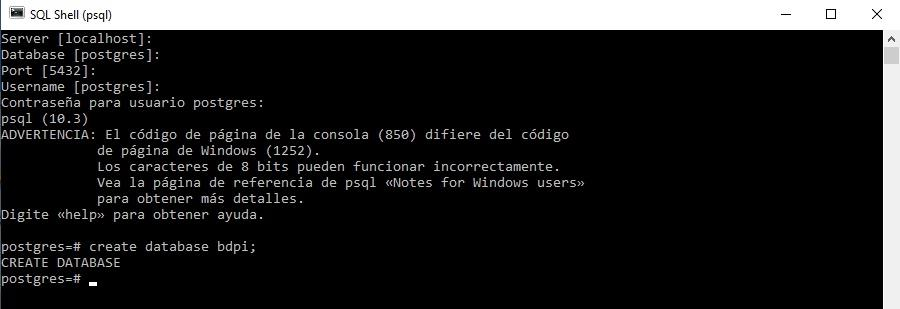 SQL Shell (psql)
Server [localhost]:
Database [postgres]:
Port [5432]:
Username [postgres]:
Contraseña para usuario postgres:
psql (10.3)
ADVERTENCIA: El código de página de la consola (850) difiere del código
de página de Windows (1252).
Los caracteres de 8 bits pueden funcionar incorrectamente.
Vea la página de referencia de psql «Notes for Windows users»
para obtener más detalles.
Digite «help» para obtener ayuda.
postgres=# create database bdpi;
CREATE DATABASE
postgres=#